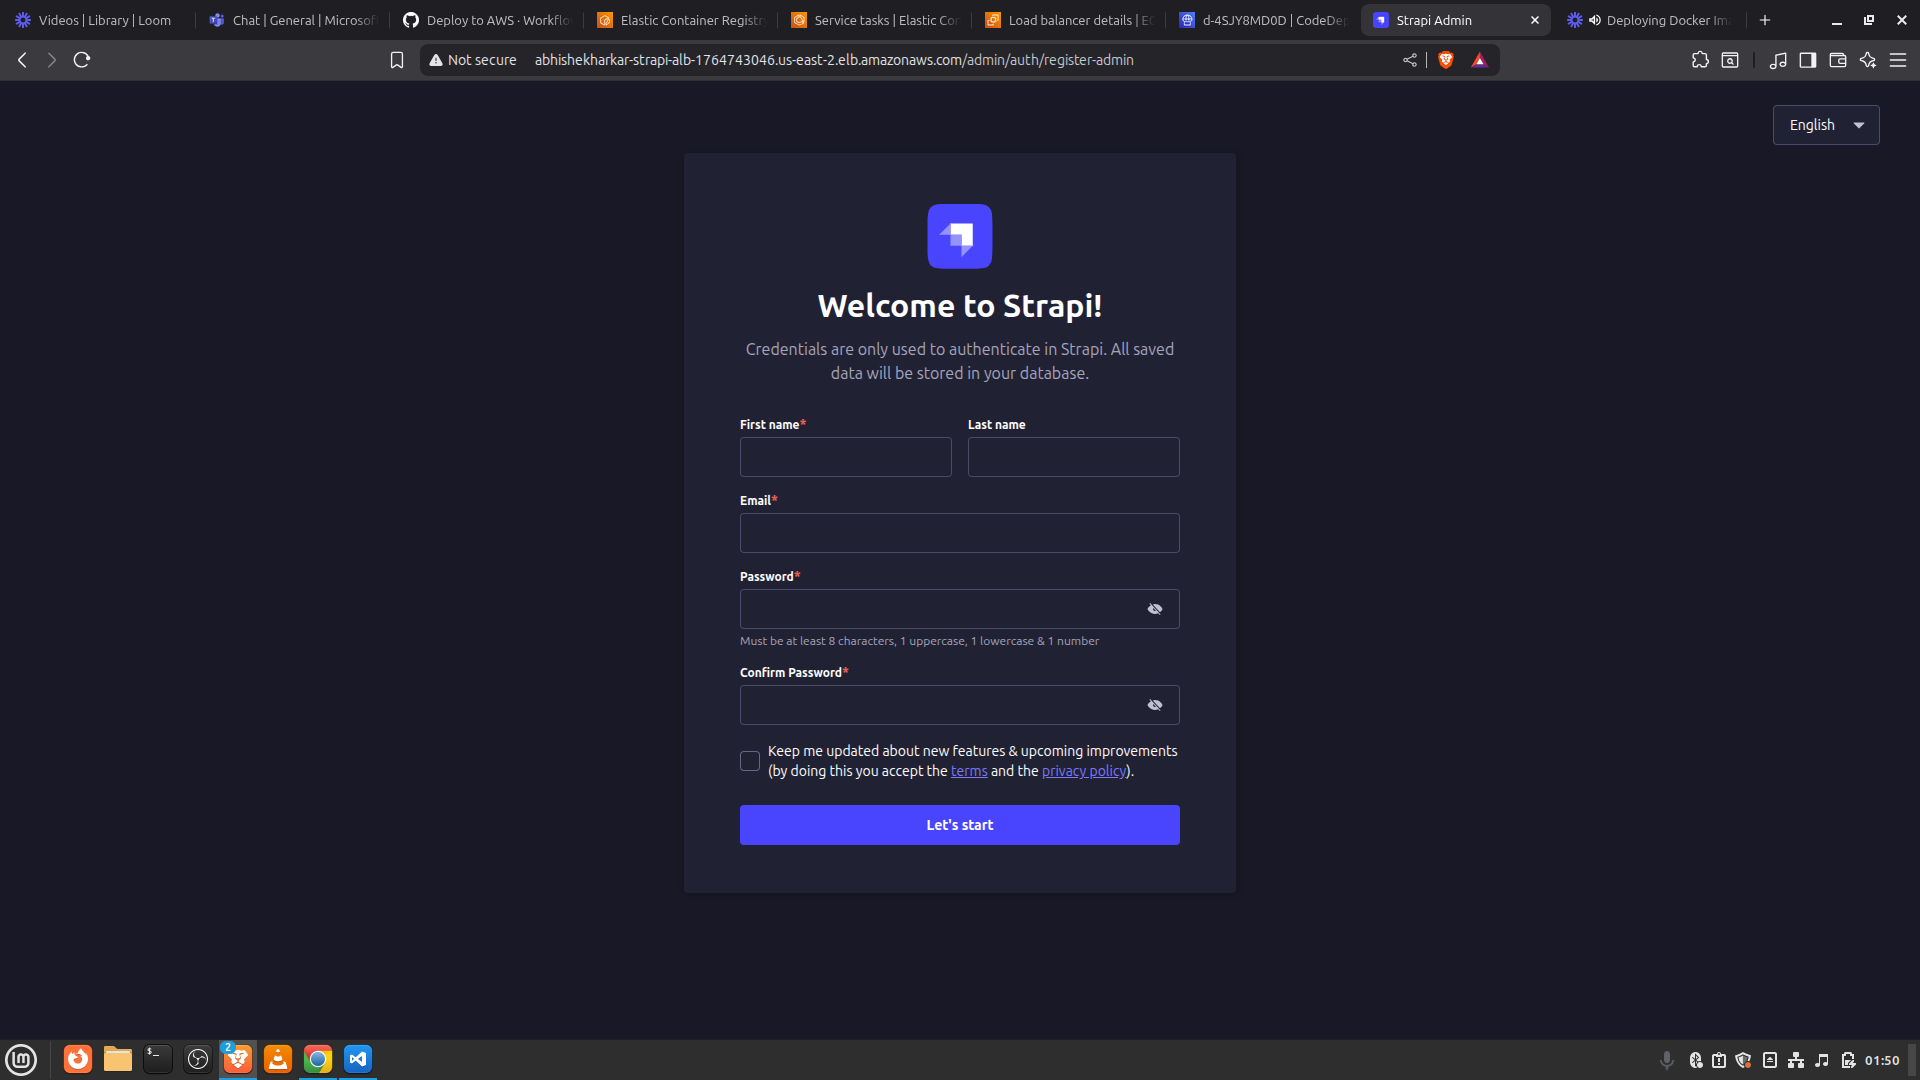 Videos | Library | Loom
Chat | General | Microsof
Deploy to AWS · Workflo
Elastic Container Registr
Service tasks | Elastic Con
Load balancer details | EC
d-4SJY8MD0D | CodeDep
Strapi Admin
Deploying Docker Im
Not secure abhishekharkar-strapi-alb-1764743046.us-east-2.elb.amazonaws.com/admin/auth/register-admin
English
Welcome to Strapi!
Credentials are only used to authenticate in Strapi. All saved
data will be stored in your database.
First name*
Last name
Email*
Password*
Must be at least 8 characters, 1 uppercase, 1 lowercase & 1 number
Confirm Password*
Keep me updated about new features & upcoming improvements
(by doing this you accept the terms and the privacy policy).
Let's start
2
01:50